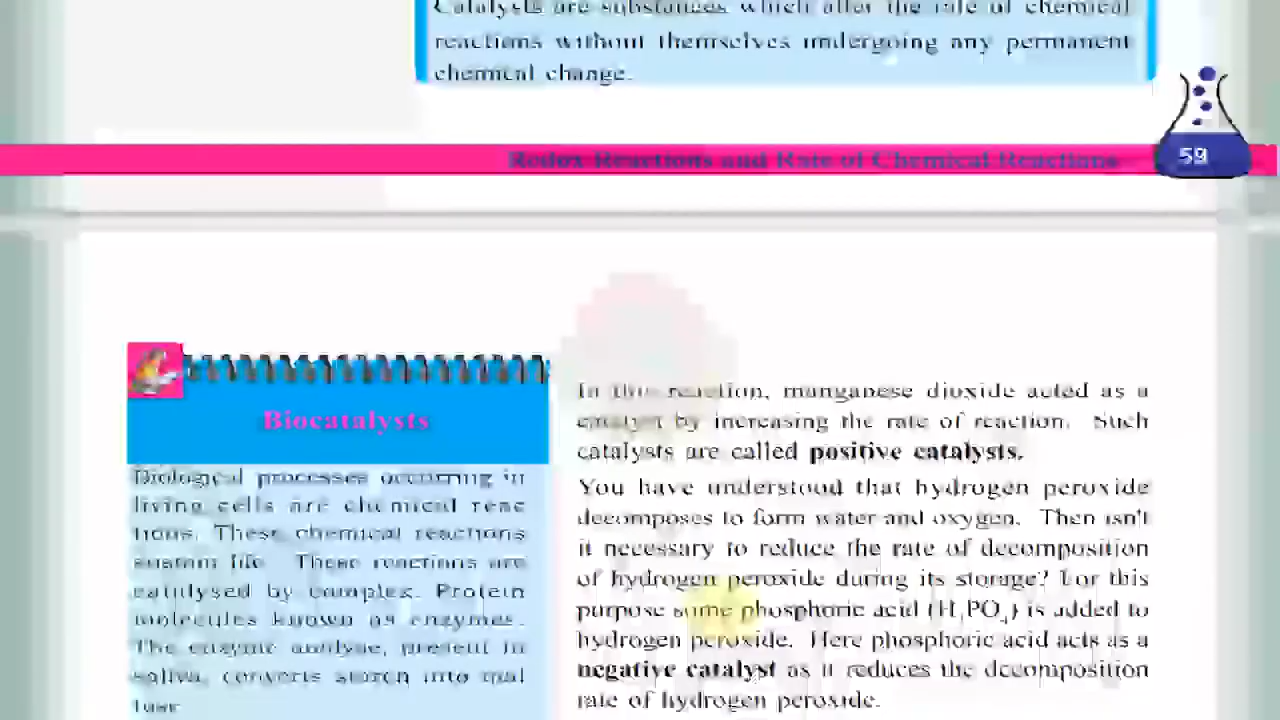 Catalysts are substances which alter the rate of chemical
reactions without themselves undergoing any permanent
chemical change.
Redox Reactions and Rate of Chemical Reactions
59
Biocatalysts
Biological processes occurring in
living cells are chemical reac
tions. These chemical reactions
sustain life. These reactions are
catalysed by complex. Protein
molecules known as enzymes.
The enzyme amylase, present in
saliva, converts starch into mal
tose
In this reaction, manganese dioxide acted as a
catalyst by increasing the rate of reaction. Such
catalysts are called positive catalysts.
You have understood that hydrogen peroxide
decomposes to form water and oxygen. Then isn't
it necessary to reduce the rate of decomposition
of hydrogen peroxide during its storage? For this
purpose some phosphoric acid (H₃PO₄) is added to
hydrogen peroxide. Here phosphoric acid acts as a
negative catalyst as it reduces the decomposition
rate of hydrogen peroxide.